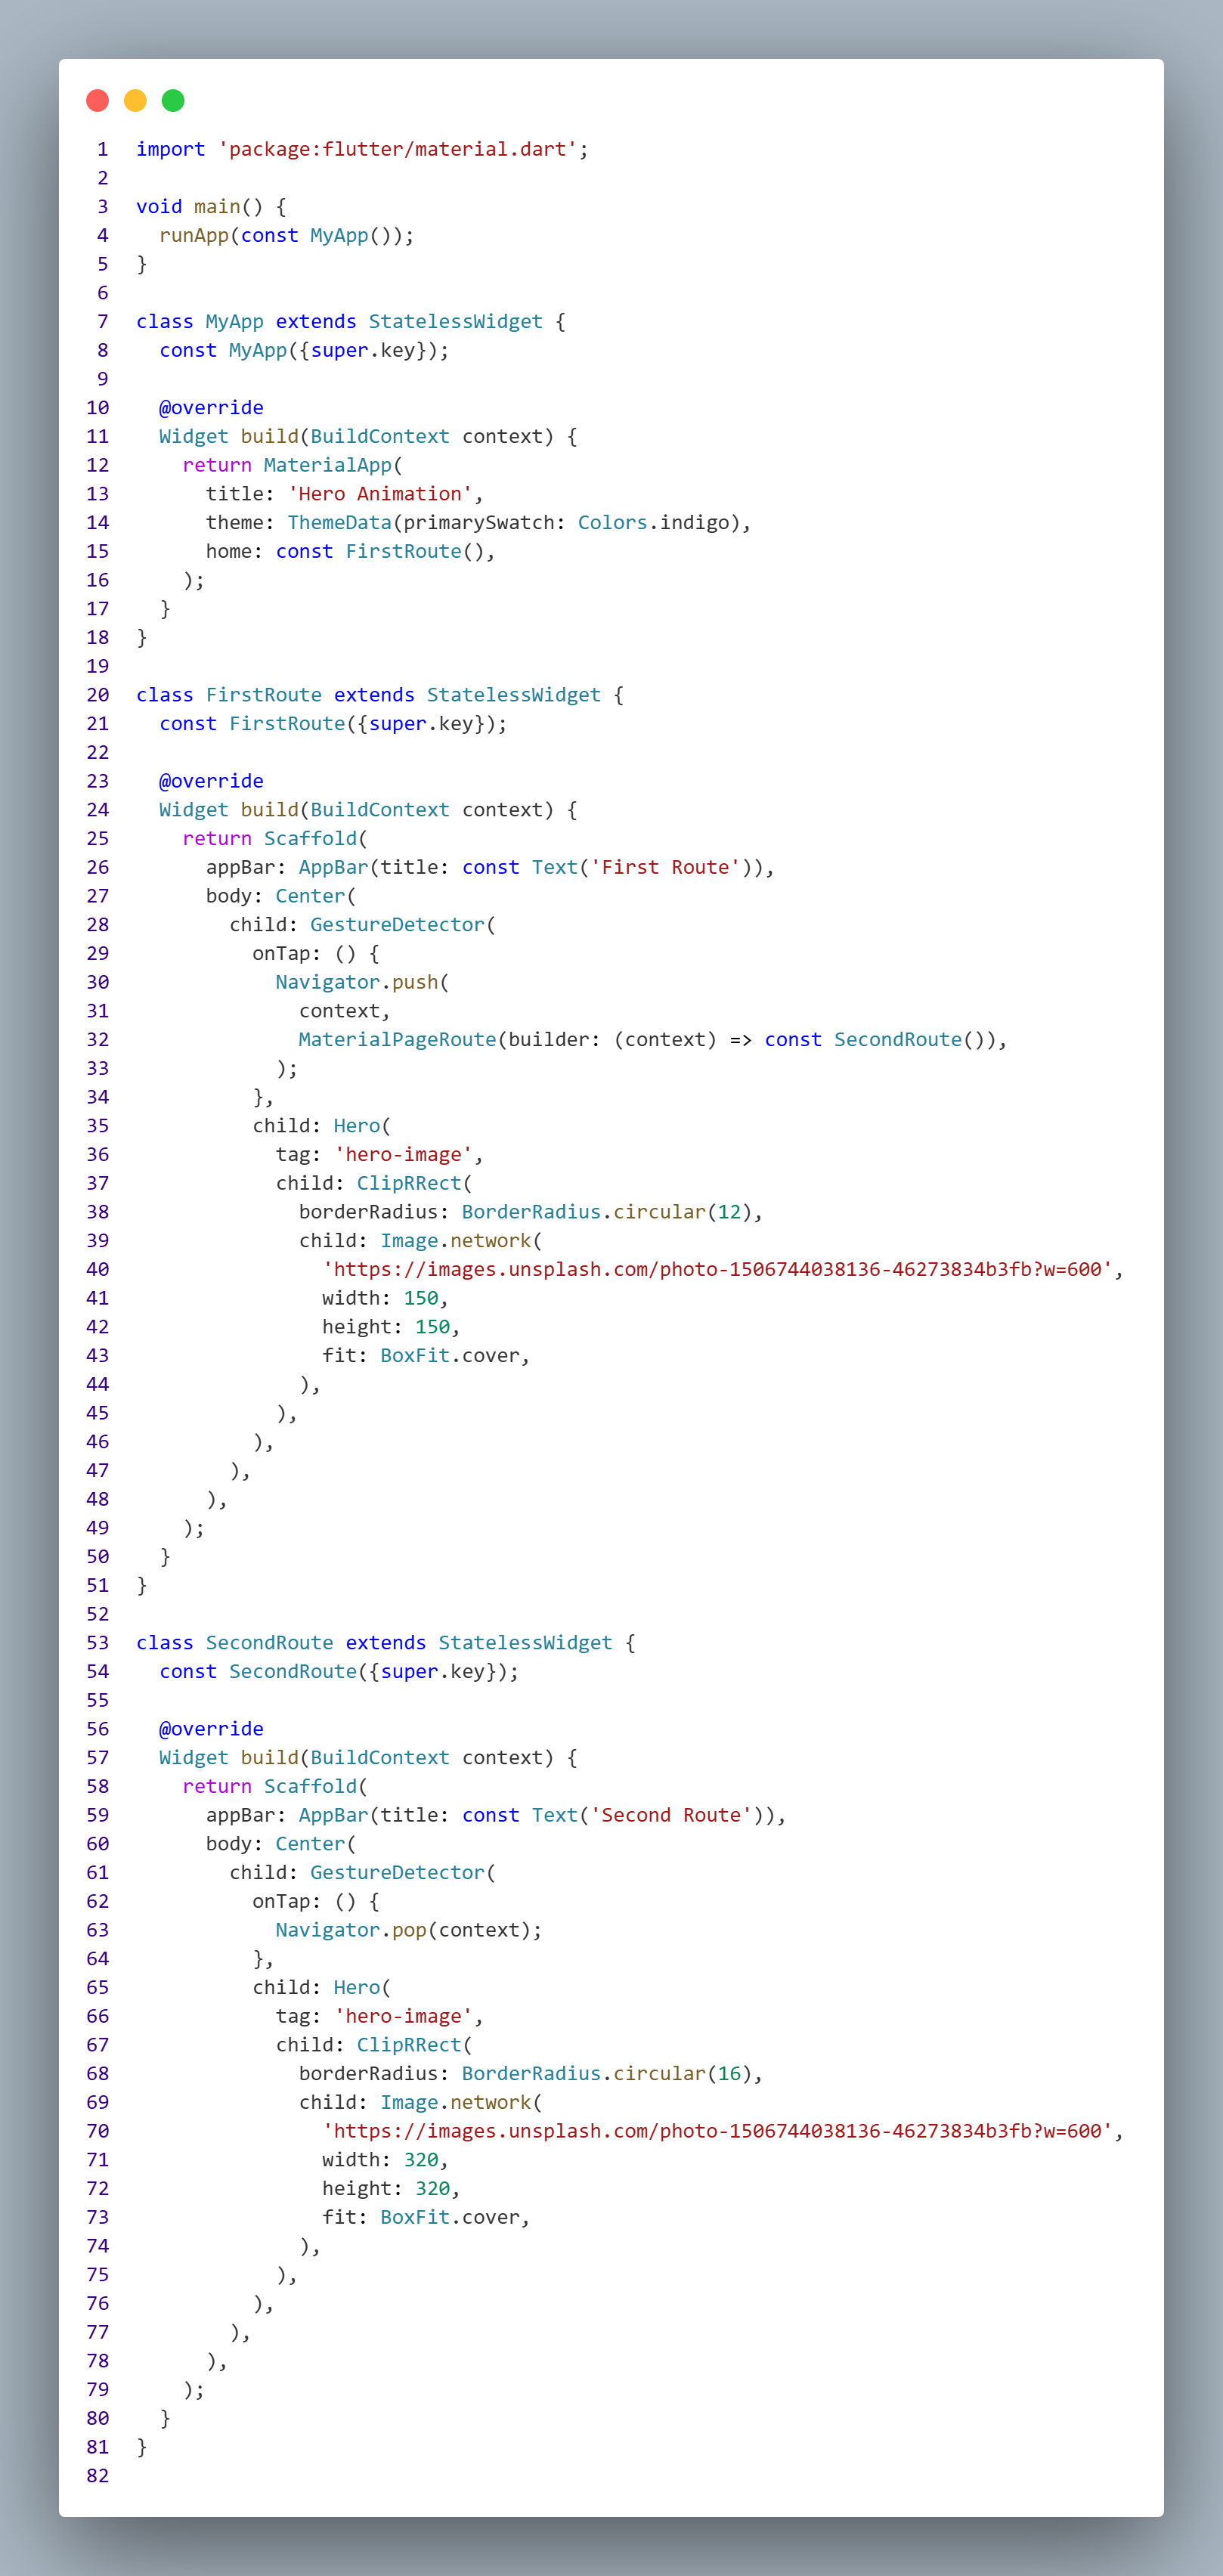 1 import 'package:flutter/material.dart';
2
3 void main() {
4   runApp(const MyApp());
5 }
6
7 class MyApp extends StatelessWidget {
8   const MyApp({super.key});
9
10   @override
11   Widget build(BuildContext context) {
12     return MaterialApp(
13       title: 'Hero Animation',
14       theme: ThemeData(primarySwatch: Colors.indigo),
15       home: const FirstRoute(),
16     );
17   }
18 }
19
20 class FirstRoute extends StatelessWidget {
21   const FirstRoute({super.key});
22
23   @override
24   Widget build(BuildContext context) {
25     return Scaffold(
26       appBar: AppBar(title: const Text('First Route')),
27       body: Center(
28         child: GestureDetector(
29           onTap: () {
30             Navigator.push(
31               context,
32               MaterialPageRoute(builder: (context) => const SecondRoute()),
33             );
34           },
35           child: Hero(
36             tag: 'hero-image',
37             child: ClipRRect(
38               borderRadius: BorderRadius.circular(12),
39               child: Image.network(
40                 'https://images.unsplash.com/photo-1506744038136-46273834b3fb?w=600',
41                 width: 150,
42                 height: 150,
43                 fit: BoxFit.cover,
44               ),
45             ),
46           ),
47         ),
48       ),
49     );
50   }
51 }
52
53 class SecondRoute extends StatelessWidget {
54   const SecondRoute({super.key});
55
56   @override
57   Widget build(BuildContext context) {
58     return Scaffold(
59       appBar: AppBar(title: const Text('Second Route')),
60       body: Center(
61         child: GestureDetector(
62           onTap: () {
63             Navigator.pop(context);
64           },
65           child: Hero(
66             tag: 'hero-image',
67             child: ClipRRect(
68               borderRadius: BorderRadius.circular(16),
69               child: Image.network(
70                 'https://images.unsplash.com/photo-1506744038136-46273834b3fb?w=600',
71                 width: 320,
72                 height: 320,
73                 fit: BoxFit.cover,
74               ),
75             ),
76           ),
77         ),
78       ),
79     );
80   }
81 }
82